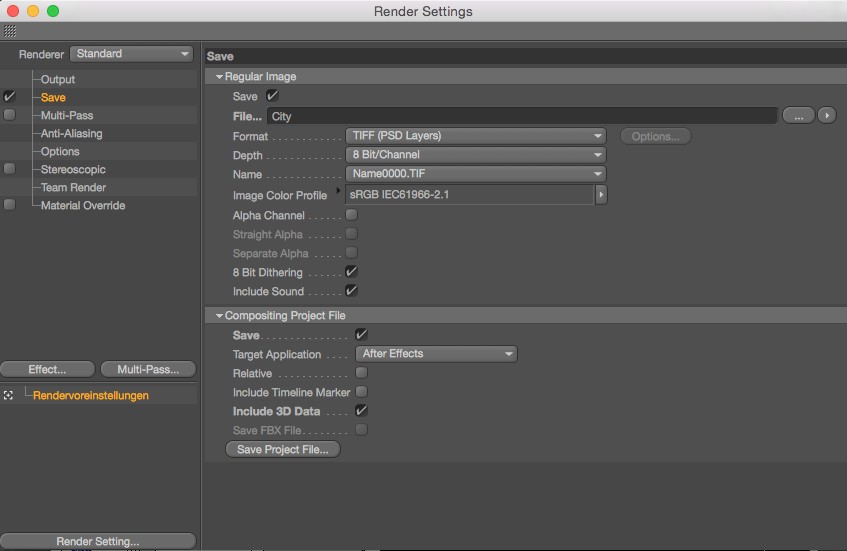 Render Settings
Renderer Standard
Output
Save
Multi-Pass
Anti-Aliasing
Options
Stereoscopic
Team Render
Material Override
Effect...
Multi-Pass...
Rendervoreinstellungen
Render Setting...
Save
Regular Image
Save
File... City ...
Format TIFF (PSD Layers) Options...
Depth 8 Bit/Channel
Name Name0000.TIF
Image Color Profile sRGB IEC61966-2.1
Alpha Channel
Straight Alpha
Separate Alpha
8 Bit Dithering
Include Sound
Compositing Project File
Save
Target Application After Effects
Relative
Include Timeline Marker
Include 3D Data
Save FBX File
Save Project File...